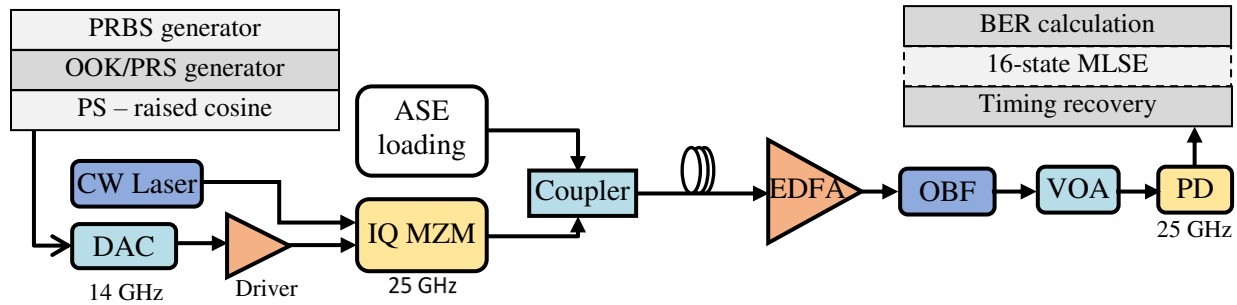 PRBS generator
OOK/PRS generator
PS – raised cosine
CW Laser
DAC
14 GHz
Driver
ASE
loading
IQ MZM
25 GHz
Coupler
EDFA
OBF
VOA
PD
25 GHz
BER calculation
16-state MLSE
Timing recovery